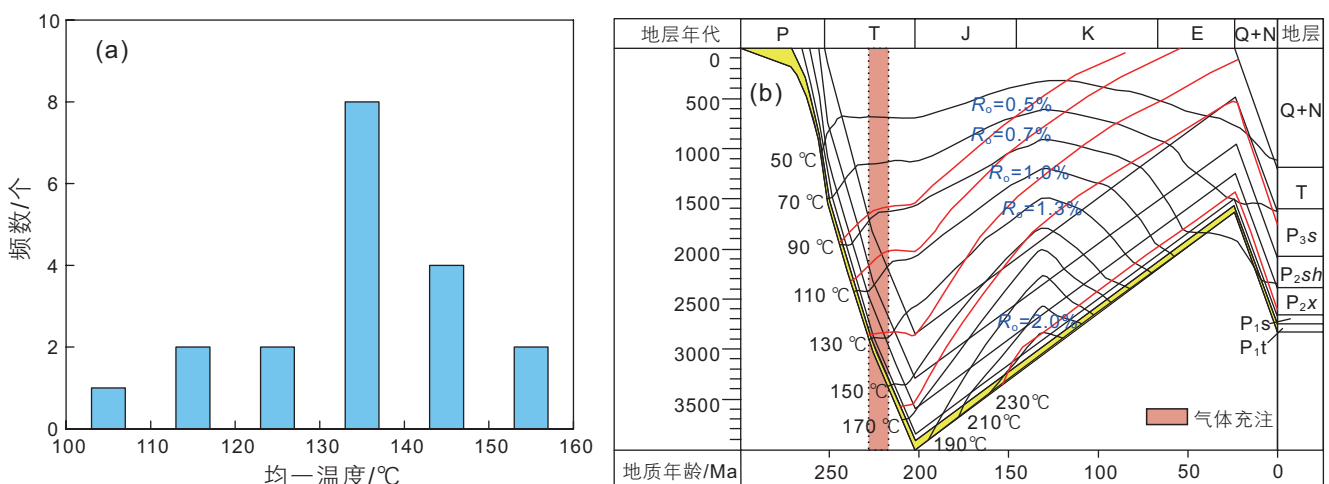 (a)
10
8
6
4
2
0
频数/个
100 110 120 130 140 150 160
均一温度/℃
地层年代 P T J K E Q+N 地层
(b)
0
500
1000
1500
2000
2500
3000
3500
50 ℃
70 ℃
90 ℃
110 ℃
130 ℃
150 ℃
170 ℃
190℃
210℃
230℃
Ro=0.5%
Ro=0.7%
Ro=1.0%
Ro=1.3%
Ro=2.0%
Q+N
T
P3s
P2sh
P2x
P1s
P1t
气体充注
地质年龄/Ma 250 200 150 100 50 0